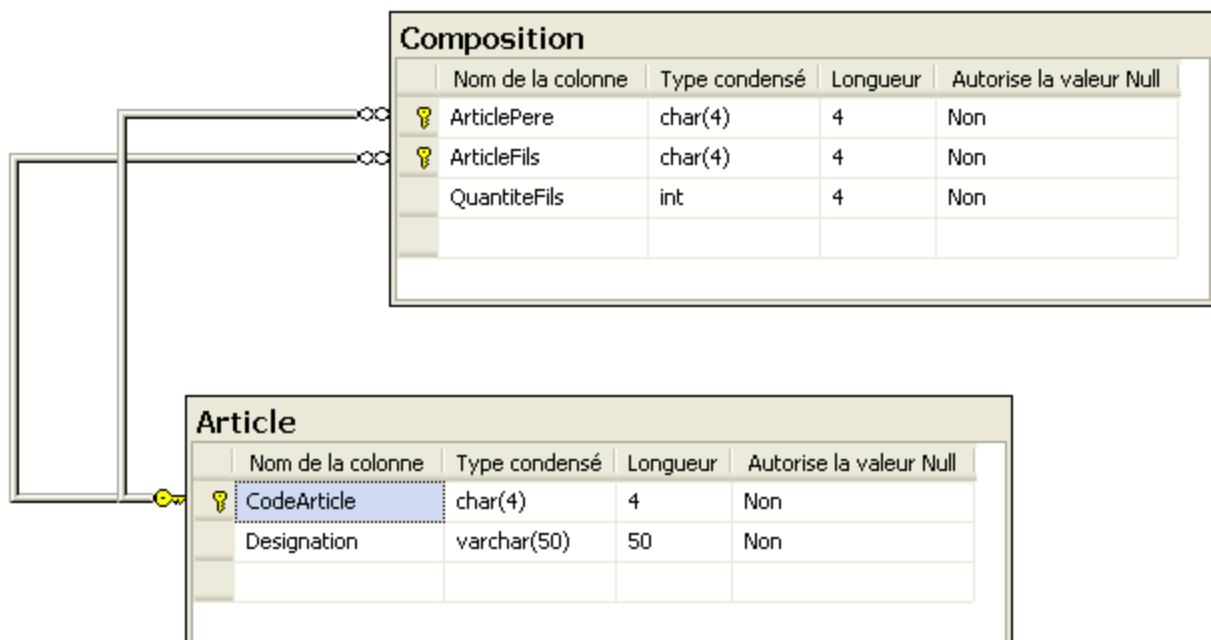 Composition
Nom de la colonne Type condensé Longueur Autorise la valeur Null
ArticlePere char(4) 4 Non
ArticleFils char(4) 4 Non
QuantiteFils int 4 Non
Article
Nom de la colonne Type condensé Longueur Autorise la valeur Null
CodeArticle char(4) 4 Non
Designation varchar(50) 50 Non